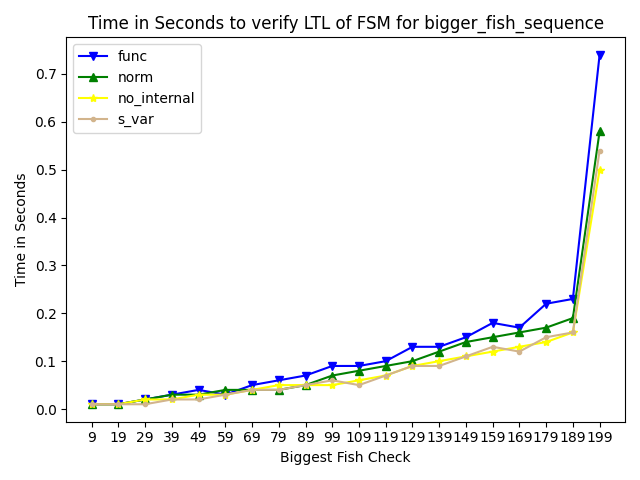 Time in Seconds to verify LTL of FSM for bigger_fish_sequence
func
norm
no_internal
s_var
Time in Seconds
0.7
0.6
0.5
0.4
0.3
0.2
0.1
0.0
9 19 29 39 49 59 69 79 89 99 109 119 129 139 149 159 169 179 189 199
Biggest Fish Check